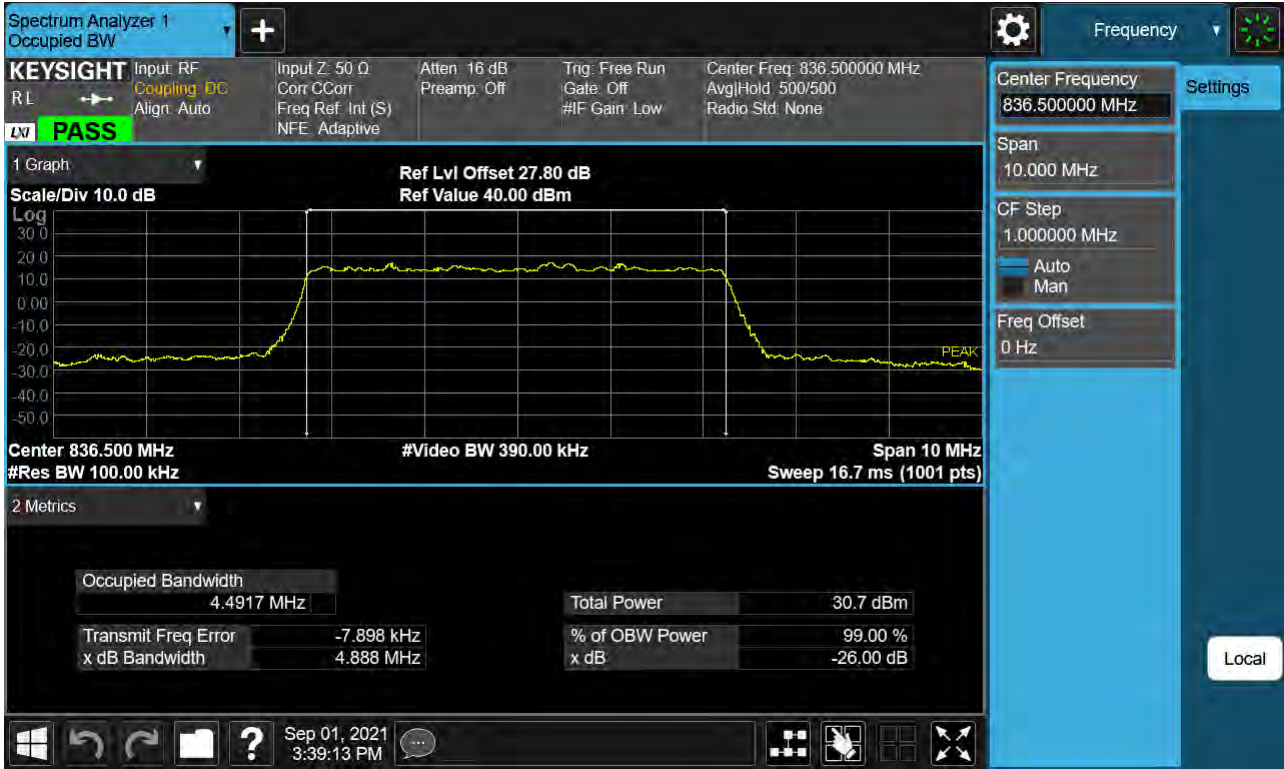 Spectrum Analyzer 1
Occupied BW
Frequency
KEYSIGHT
RL
LXI
PASS
Input: RF
Coupling: DC
Align: Auto
Input Z: 50 Ω
Corr CCorr
Freq Ref: Int (S)
NFE: Adaptive
Atten: 16 dB
Preamp: Off
Trig: Free Run
Gate: Off
#IF Gain: Low
Center Freq: 836.500000 MHz
Avg|Hold: 500/500
Radio Std: None
Center Frequency
836.500000 MHz
Settings
Span
10.000 MHz
CF Step
1.000000 MHz
Auto
Man
Freq Offset
0 Hz
Local
1 Graph
Scale/Div 10.0 dB
Ref Lvl Offset 27.80 dB
Ref Value 40.00 dBm
Log
30.0
20.0
10.0
0.00
-10.0
-20.0
-30.0
-40.0
-50.0
PEAK
Center 836.500 MHz
#Video BW 390.00 kHz
Span 10 MHz
#Res BW 100.00 kHz
Sweep 16.7 ms (1001 pts)
2 Metrics
Occupied Bandwidth
4.4917 MHz
Total Power 30.7 dBm
Transmit Freq Error -7.898 kHz
% of OBW Power 99.00 %
x dB Bandwidth 4.888 MHz
x dB -26.00 dB
?
Sep 01, 2021
3:39:13 PM